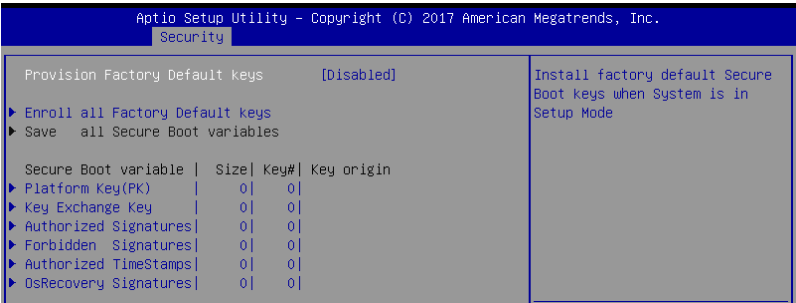 Aptio Setup Utility – Copyright (C) 2017 American Megatrends, Inc.
Security
Provision Factory Default keys [Disabled]
Enroll all Factory Default keys
Save all Secure Boot variables
Secure Boot variable | Size| Key#| Key origin
Platform Key(PK) | 0| 0|
Key Exchange Key | 0| 0|
Authorized Signatures| 0| 0|
Forbidden Signatures| 0| 0|
Authorized TimeStamps| 0| 0|
OsRecovery Signatures| 0| 0|
Install factory default Secure
Boot keys when System is in
Setup Mode